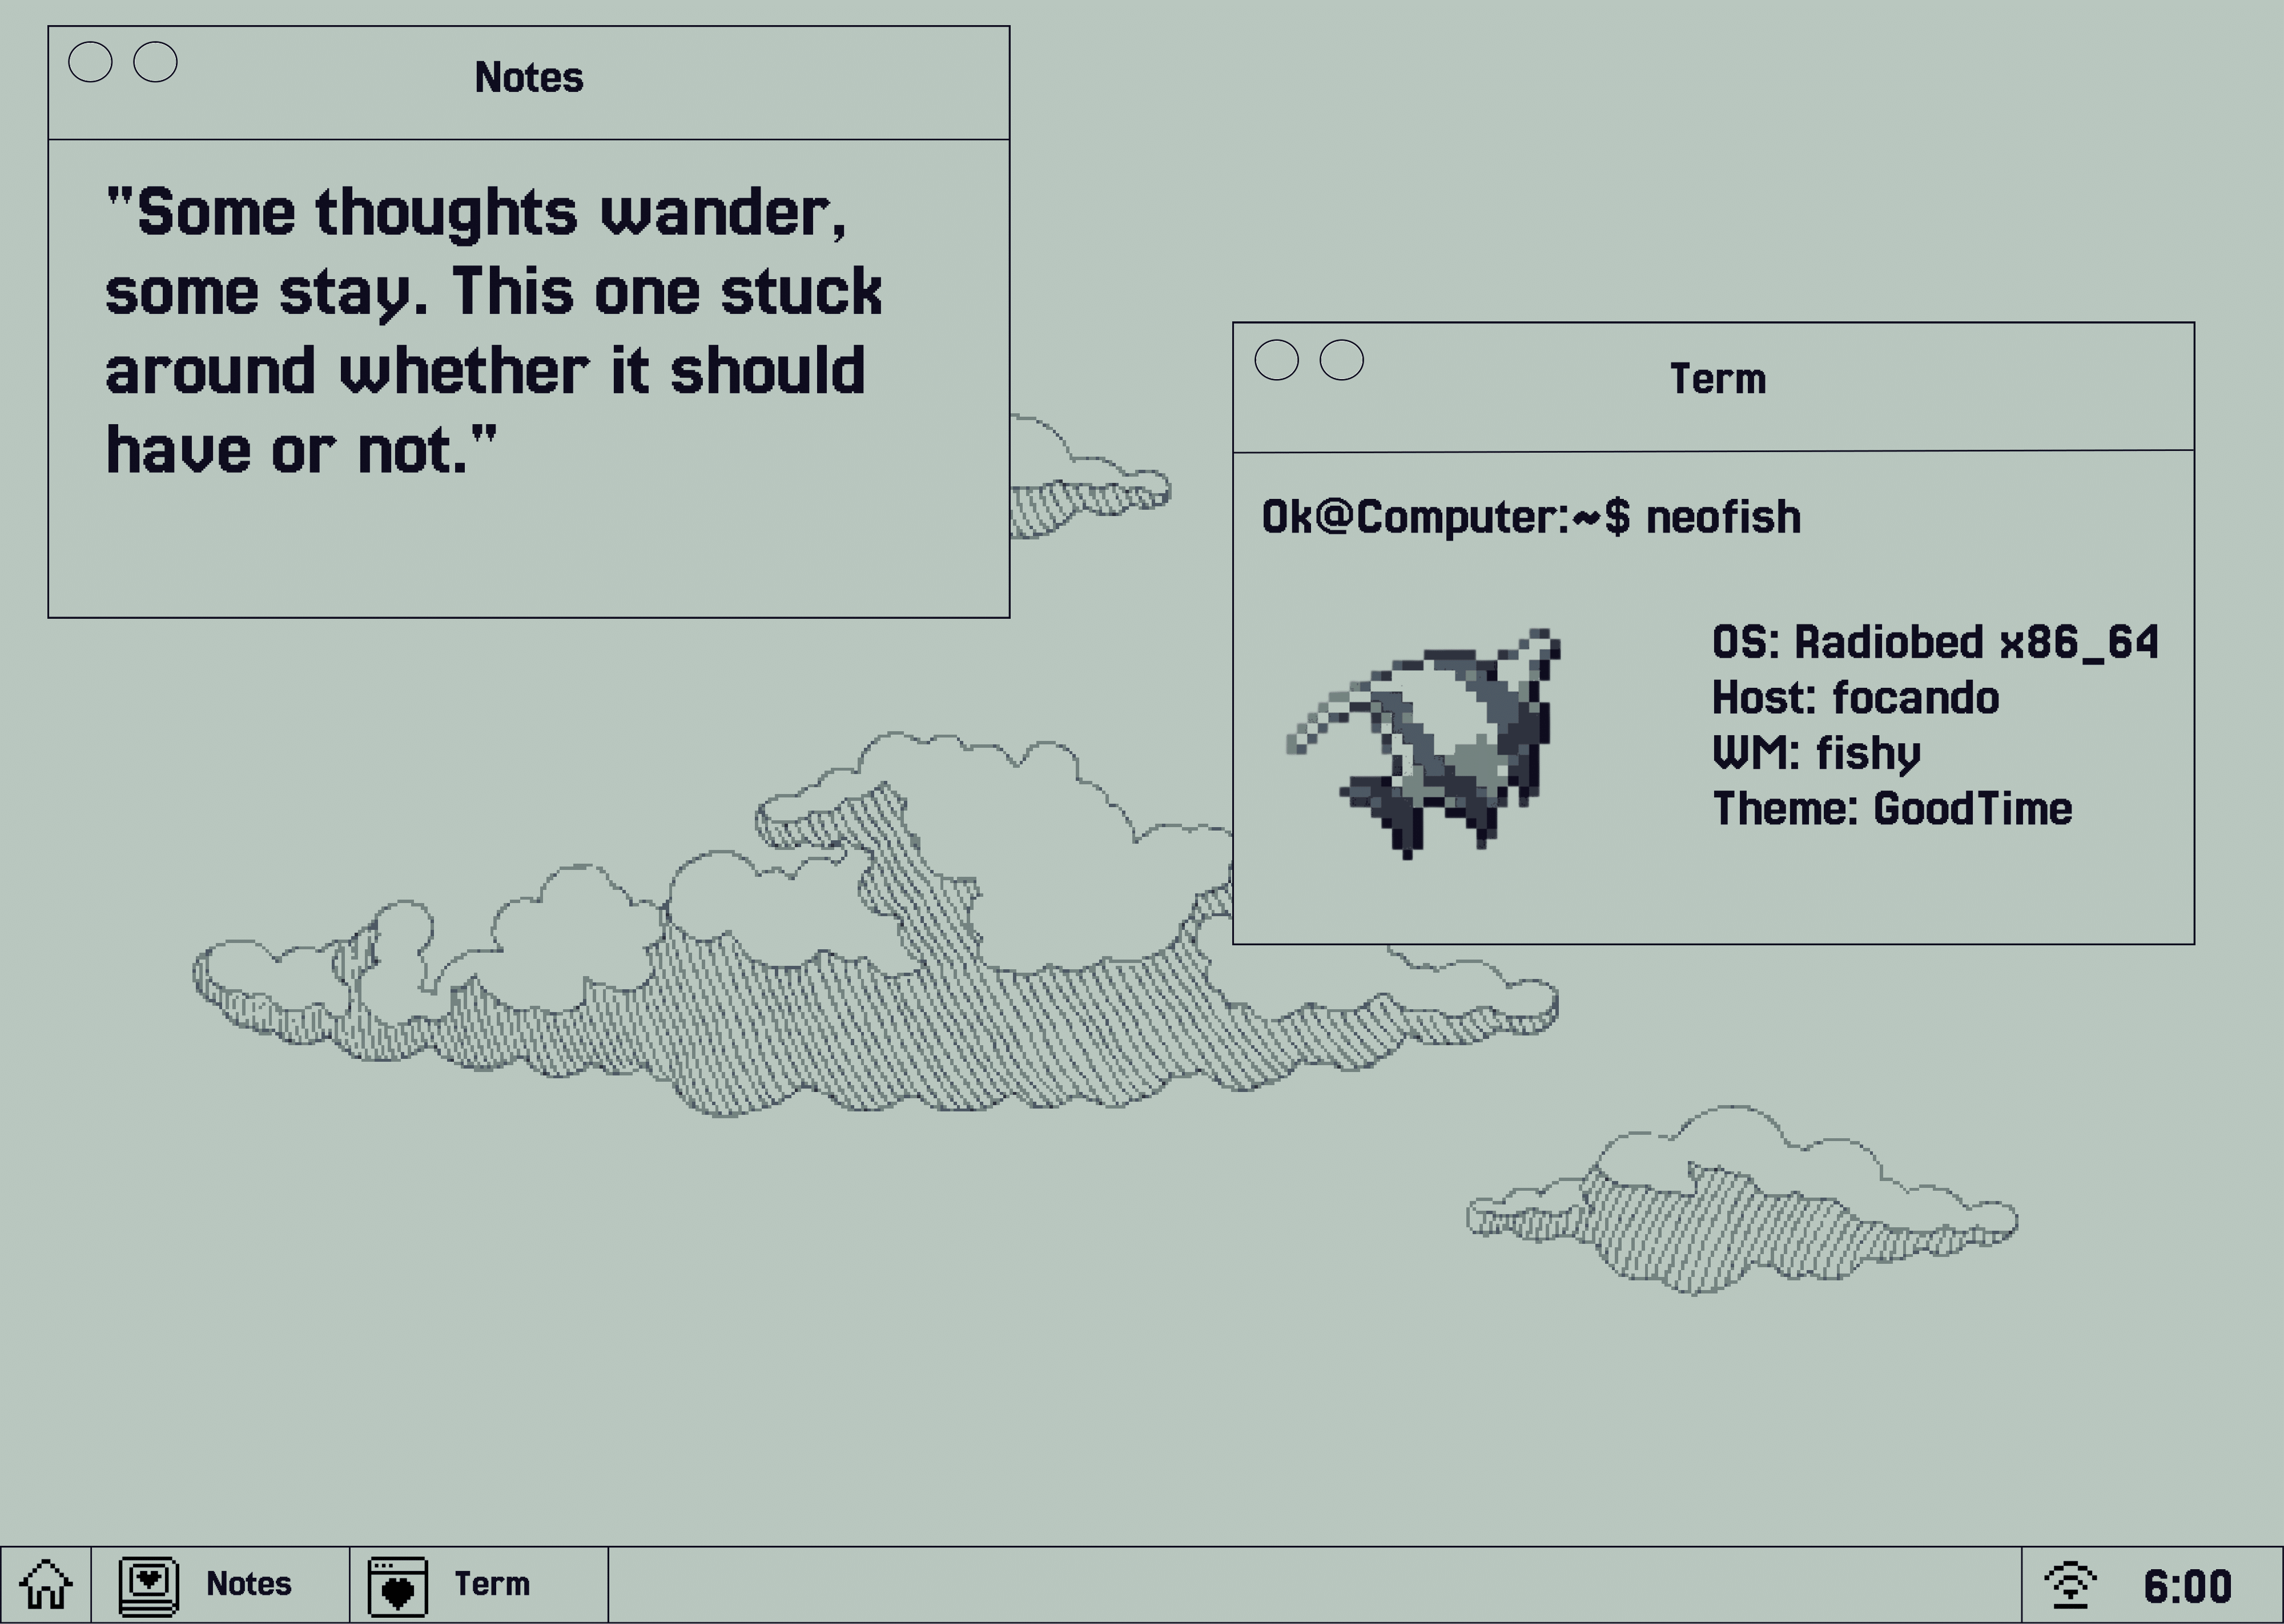 Notes
"Some thoughts wander,
some stay. This one stuck
around whether it should
have or not."
Term
Ok@Computer:~$ neofish
OS: Radiobed x86_64
Host: focando
WM: fishy
Theme: GoodTime
Notes
Term
6:00